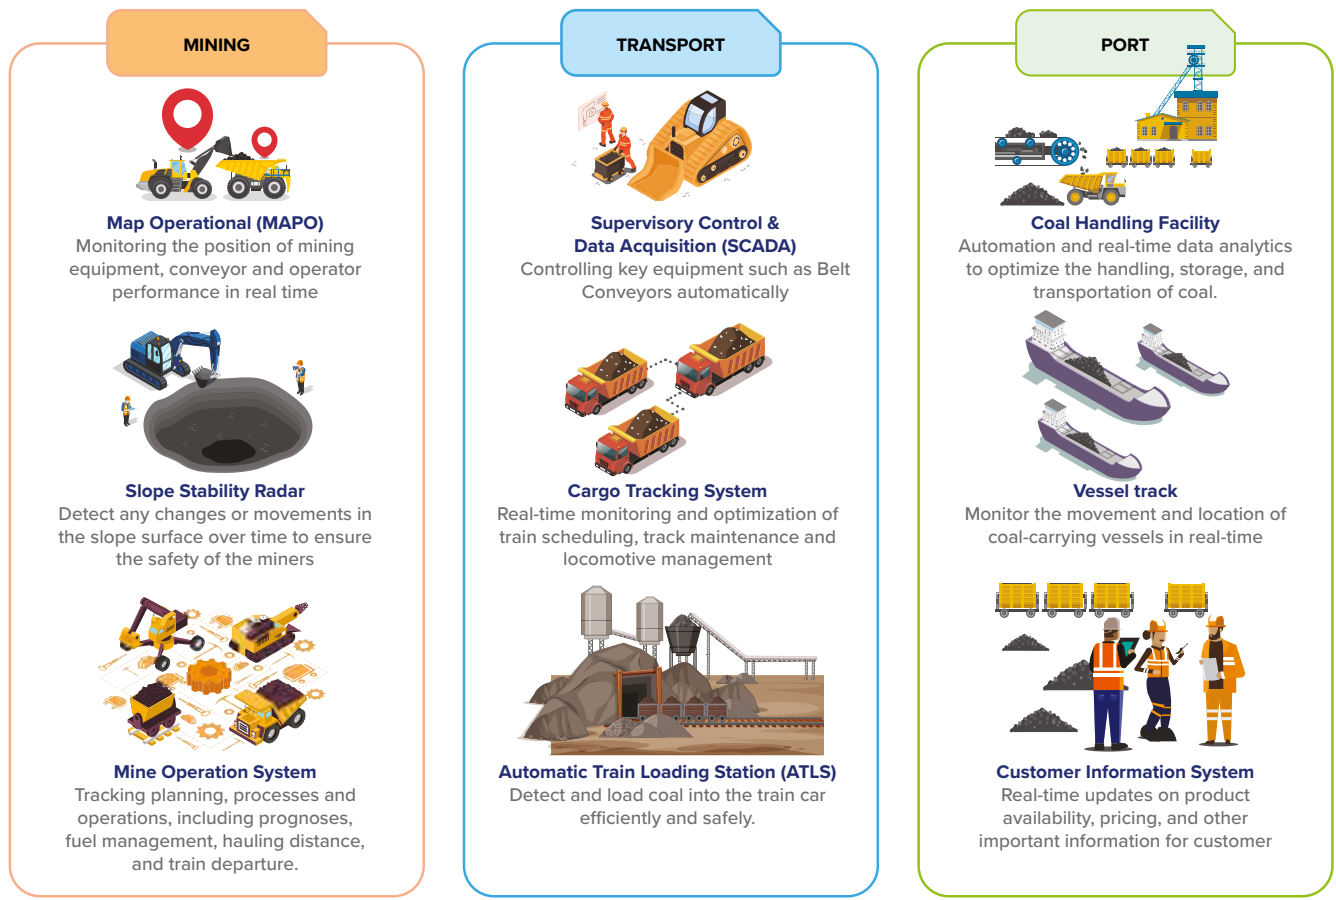 MINING
Map Operational (MAPO)
Monitoring the position of mining
equipment, conveyor and operator
performance in real time
Slope Stability Radar
Detect any changes or movements in
the slope surface over time to ensure
the safety of the miners
Mine Operation System
Tracking planning, processes and
operations, including prognoses,
fuel management, hauling distance,
and train departure.
TRANSPORT
Supervisory Control &
Data Acquisition (SCADA)
Controlling key equipment such as Belt
Conveyors automatically
Cargo Tracking System
Real-time monitoring and optimization of
train scheduling, track maintenance and
locomotive management
Automatic Train Loading Station (ATLS)
Detect and load coal into the train car
efficiently and safely.
PORT
Coal Handling Facility
Automation and real-time data analytics
to optimize the handling, storage, and
transportation of coal.
Vessel track
Monitor the movement and location of
coal-carrying vessels in real-time
Customer Information System
Real-time updates on product
availability, pricing, and other
important information for customer